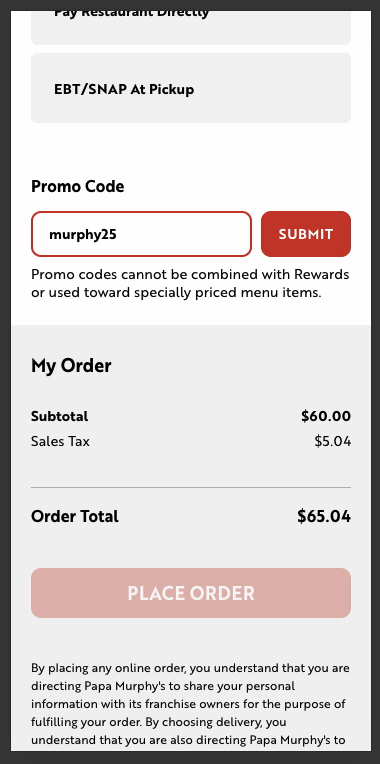 Pay Restaurant Directly
EBT/SNAP At Pickup
Promo Code
murphy25
SUBMIT
Promo codes cannot be combined with Rewards
or used toward specially priced menu items.
My Order
Subtotal $60.00
Sales Tax $5.04
Order Total $65.04
PLACE ORDER
By placing any online order, you understand that you are
directing Papa Murphy's to share your personal
information with its franchise owners for the purpose of
fulfilling your order. By choosing delivery, you
understand that you are also directing Papa Murphy's to